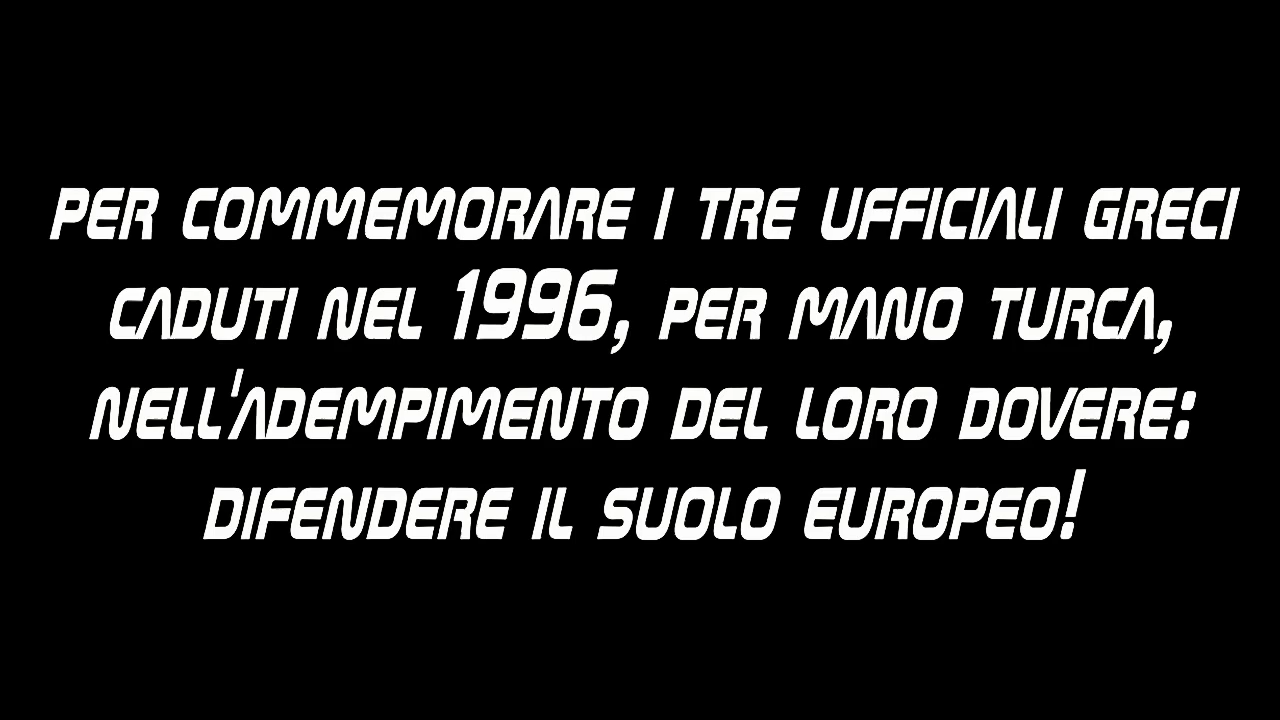 PER COMMEMORARE I TRE UFFICIALI GRECI
CADUTI NEL 1996, PER MANO TURCA,
NELL'ADEMPIMENTO DEL LORO DOVERE:
DIFENDERE IL SUOLO EUROPEO!